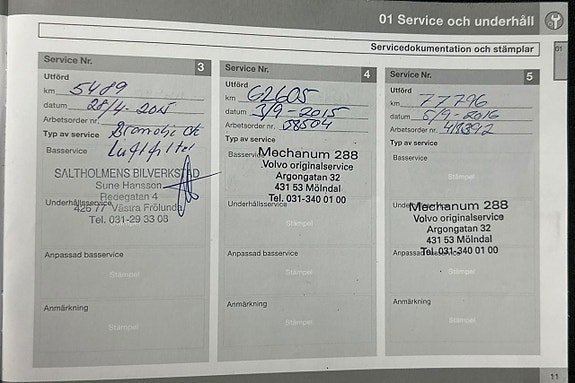 01 Service och underhåll
Servicedokumentation och stämplar
01
Service Nr. 3
Utförd
km 5489
datum 28/4-2015
Arbetsorder nr.
Typ av service
Basservice Luftfilter
SALTHOLMENS BILVERKSTAD
Sune Hansson
Redegatan 4
426 77 Västra Frölunda
Tel. 031-29 33 08
Underhållsservice
Stämpel
Anpassad basservice
Stämpel
Anmärkning
Stämpel
Service Nr. 4
Utförd
km 62605
datum 3/9-2015
Arbetsorder nr. 58504
Typ av service
Basservice
Mechanum 288
Volvo originalservice
Argongatan 32
431 53 Mölndal
Tel. 031-340 01 00
Underhållsservice
Stämpel
Anpassad basservice
Stämpel
Anmärkning
Stämpel
Service Nr. 5
Utförd
km 77796
datum 5/9-2016
Arbetsorder nr.
Typ av service
Basservice
Stämpel
Underhållsservice
Mechanum 288
Volvo originalservice
Argongatan 32
431 53 Mölndal
Tel. 031-340 01 00
Anpassad basservice
Stämpel
Anmärkning
Stämpel
11